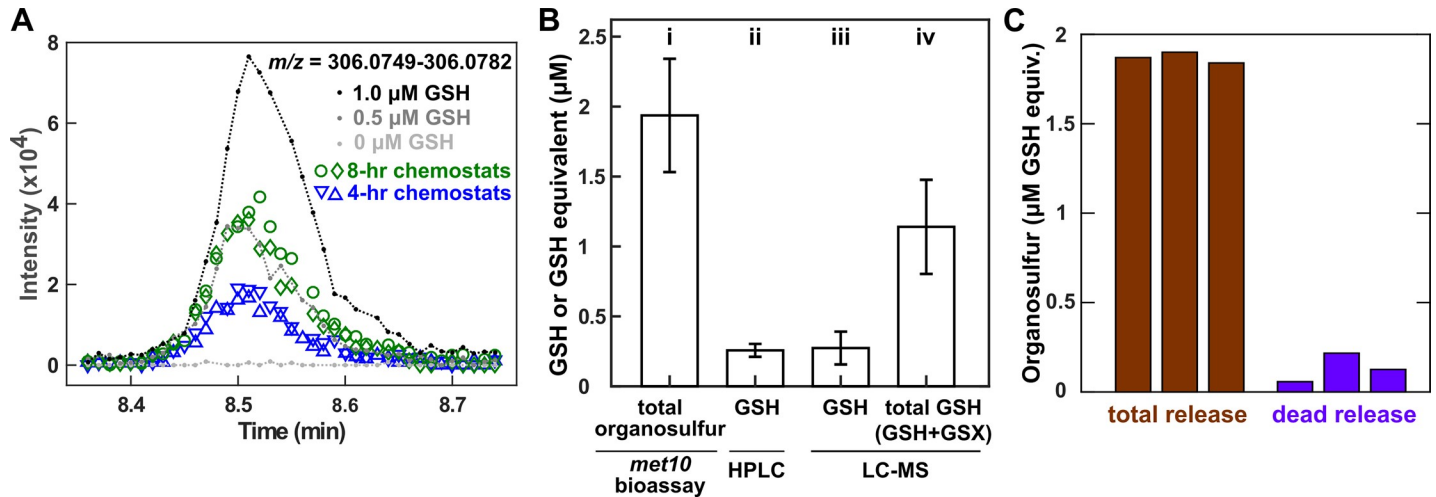 A
Intensity (x10⁴)
8
6
4
2
0
m/z = 306.0749-306.0782
1.0 µM GSH
0.5 µM GSH
0 µM GSH
8-hr chemostats
4-hr chemostats
8.4
8.5
8.6
8.7
Time (min)
B
GSH or GSH equivalent (µM)
2.5
2
1.5
1
0.5
0
i
ii
iii
iv
total
organosulfur
GSH
GSH
total GSH
(GSH+GSX)
met10
bioassay
HPLC
LC-MS
C
Organosulfur (µM GSH equiv.)
2
1.5
1
0.5
0
total release
dead release